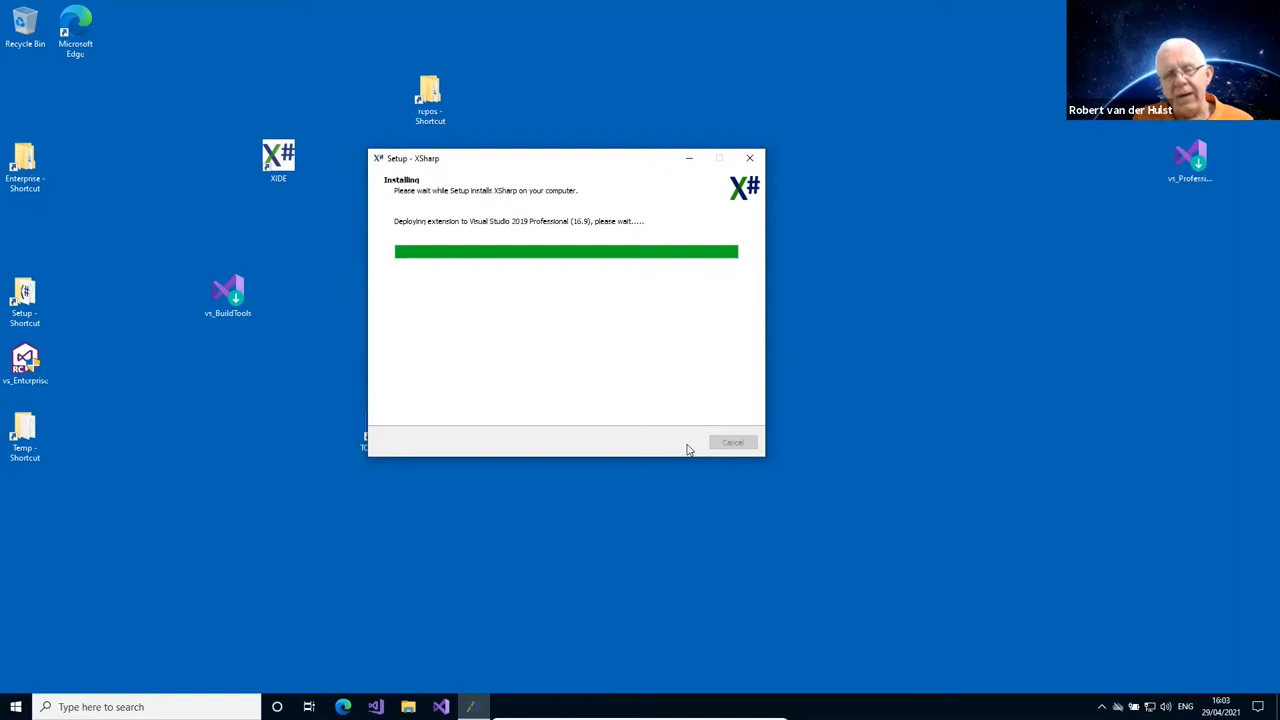 Recycle Bin
Microsoft
Edge
repos -
Shortcut
Robert van der Hulst
Enterprise -
Shortcut
X#
XIDE
vs_Professi...
X# Setup - XSharp
Installing
Please wait while Setup installs XSharp on your computer.
X#
Deploying extension to Visual Studio 2019 Professional (16.9), please wait.....
Setup -
Shortcut
vs_BuildTools
RC
vs_Enterprise
Temp -
Shortcut
Cancel
Type here to search
ENG
16:03
29/04/2021